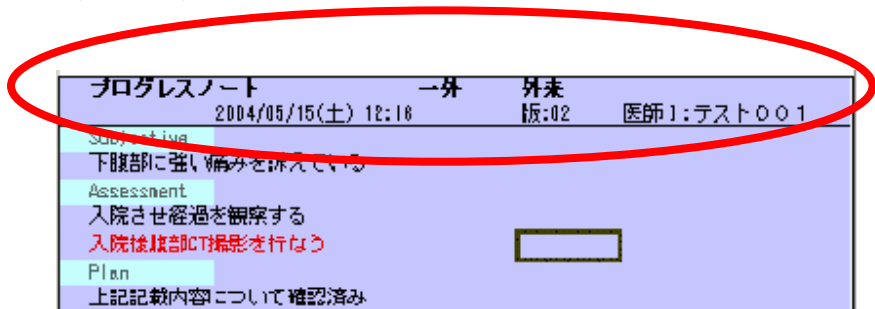 プログレスノート 一外 外来
2004/05/15(土) 12:16 版:02 医師1:テスト001
Subjective
下腹部に強い痛みを訴えている
Assessment
入院させ経過を観察する
入院後腹部CT撮影を行なう
Plan
上記記載内容について確認済み